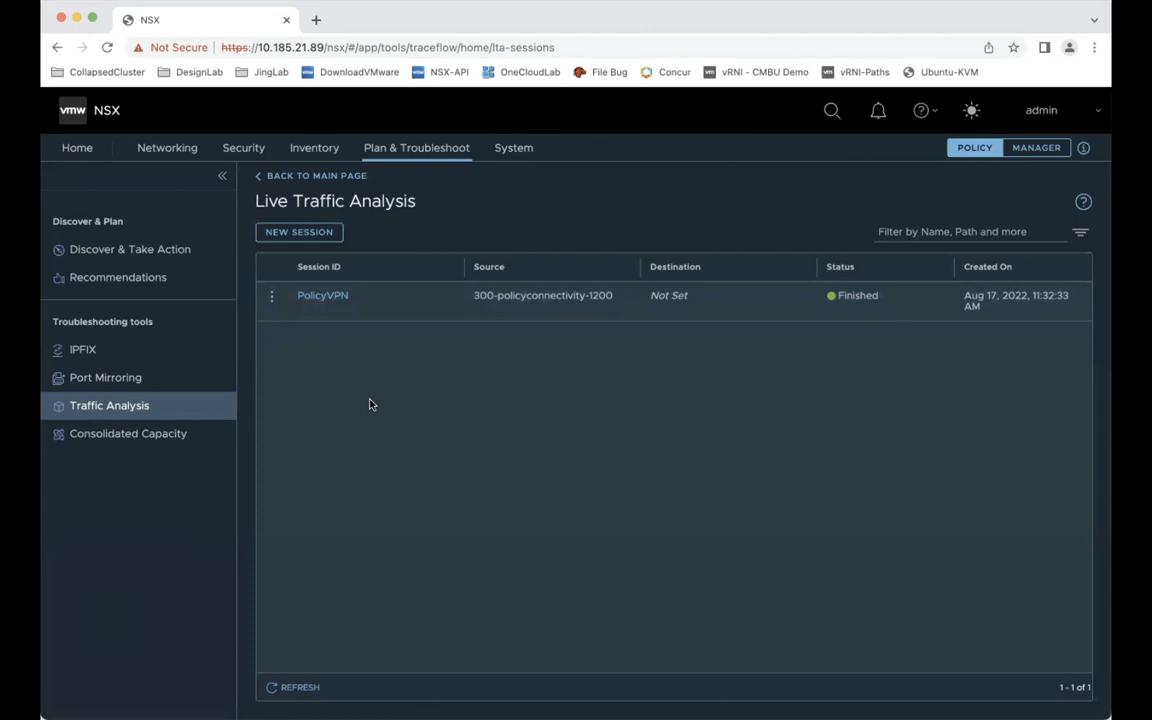 NSX
Not Secure https://10.185.21.89/nsx/#/app/tools/traceflow/home/lta-sessions
CollapsedCluster DesignLab JingLab DownloadVMware NSX-API OneCloudLab File Bug Concur vRNI - CMBU Demo vRNI-Paths Ubuntu-KVM
vmw NSX admin
Home Networking Security Inventory Plan & Troubleshoot System POLICY MANAGER
BACK TO MAIN PAGE
Live Traffic Analysis
NEW SESSION Filter by Name, Path and more
Discover & Plan
Discover & Take Action
Recommendations
Troubleshooting tools
IPFIX
Port Mirroring
Traffic Analysis
Consolidated Capacity
Session ID Source Destination Status Created On
PolicyVPN 300-policyconnectivity-1200 Not Set Finished Aug 17, 2022, 11:32:33
AM
REFRESH 1 - 1 of 1